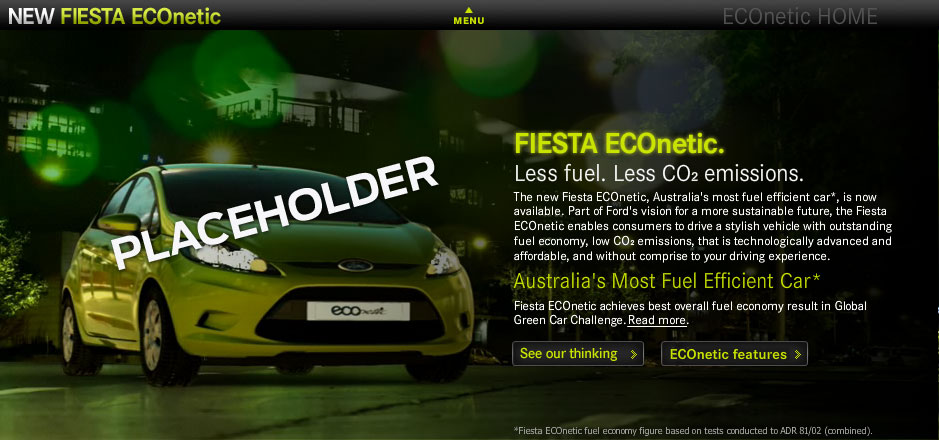 NEW FIESTA ECOnetic
MENU
ECOnetic HOME
PLACEHOLDER
Ford
econetic
FIESTA ECOnetic.
Less fuel. Less CO₂ emissions.
The new Fiesta ECOnetic, Australia's most fuel efficient car*, is now
available. Part of Ford's vision for a more sustainable future, the Fiesta
ECOnetic enables consumers to drive a stylish vehicle with outstanding
fuel economy, low CO₂ emissions, that is technologically advanced and
affordable, and without comprise to your driving experience.
Australia's Most Fuel Efficient Car*
Fiesta ECOnetic achieves best overall fuel economy result in Global
Green Car Challenge. Read more.
See our thinking
ECOnetic features
*Fiesta ECOnetic fuel economy figure based on tests conducted to ADR 81/02 (combined).